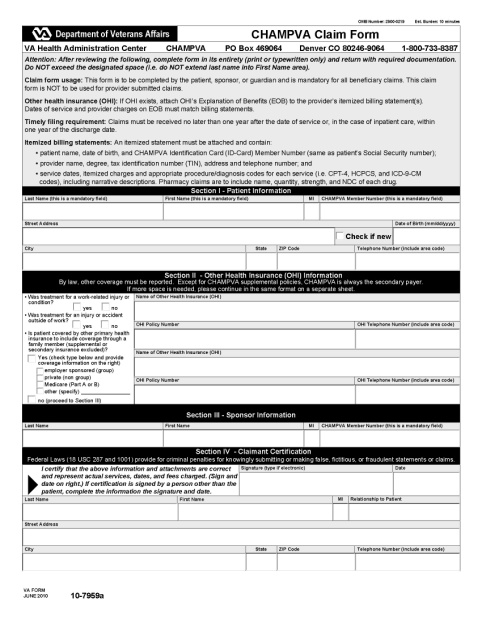 OMB Number: 2900-0219 Est. Burden: 10 minutes
Department of Veterans Affairs
CHAMPVA Claim Form
VA Health Administration Center CHAMPVA PO Box 469064 Denver CO 80246-9064 1-800-733-8387
Attention: After reviewing the following, complete form in its entirety (print or typewritten only) and return with required documentation.
Do NOT exceed the designated space (i.e. do NOT extend last name into First Name area).
Claim form usage: This form is to be completed by the patient, sponsor, or guardian and is mandatory for all beneficiary claims. This claim
form is NOT to be used for provider submitted claims.
Other health insurance (OHI): If OHI exists, attach OHI's Explanation of Benefits (EOB) to the provider's itemized billing statement(s).
Dates of service and provider charges on EOB must match billing statements.
Timely filing requirement: Claims must be received no later than one year after the date of service or, in the case of inpatient care, within
one year of the discharge date.
Itemized billing statements: An itemized statement must be attached and contain:
• patient name, date of birth, and CHAMPVA Identification Card (ID-Card) Member Number (same as patient's Social Security number);
• provider name, degree, tax identification number (TIN), address and telephone number; and
• service dates, itemized charges and appropriate procedure/diagnosis codes for each service (i.e. CPT-4, HCPCS, and ICD-9-CM
codes), including narrative descriptions. Pharmacy claims are to include name, quantity, strength, and NDC of each drug.
Section I - Patient Information
Last Name (this is a mandatory field) First Name (this is a mandatory field) MI CHAMPVA Member Number (this is a mandatory field)
Street Address Date of Birth (mm/dd/yyyy)
Check if new
City State ZIP Code Telephone Number (include area code)
Section II - Other Health Insurance (OHI) Information
By law, other coverage must be reported. Except for CHAMPVA supplemental policies, CHAMPVA is always the secondary payer.
If more space is needed, please continue in the same format on a separate sheet.
• Was treatment for a work-related injury or
condition?
yes no
• Was treatment for an injury or accident
outside of work?
yes no
• Is patient covered by other primary health
insurance to include coverage through a
family member (supplemental or
secondary insurance excluded)?
Yes (check type below and provide
coverage information on the right)
employer sponsored (group)
private (non group)
Medicare (Part A or B)
other (specify)
no (proceed to Section III)
Name of Other Health Insurance (OHI)
OHI Policy Number OHI Telephone Number (include area code)
Name of Other Health Insurance (OHI)
OHI Policy Number OHI Telephone Number (include area code)
Section III - Sponsor Information
Last Name First Name MI CHAMPVA Member Number (this is a mandatory field)
Section IV - Claimant Certification
Federal Laws (18 USC 287 and 1001) provide for criminal penalties for knowingly submitting or making false, fictitious, or fraudulent statements or claims.
I certify that the above information and attachments are correct
and represent actual services, dates, and fees charged. (Sign and
date on right.) If certification is signed by a person other than the
patient, complete the information the signature and date.
Signature (type if electronic) Date
Last Name First Name MI Relationship to Patient
Street Address
City State ZIP Code Telephone Number (include area code)
VA FORM
JUNE 2010 10-7959a